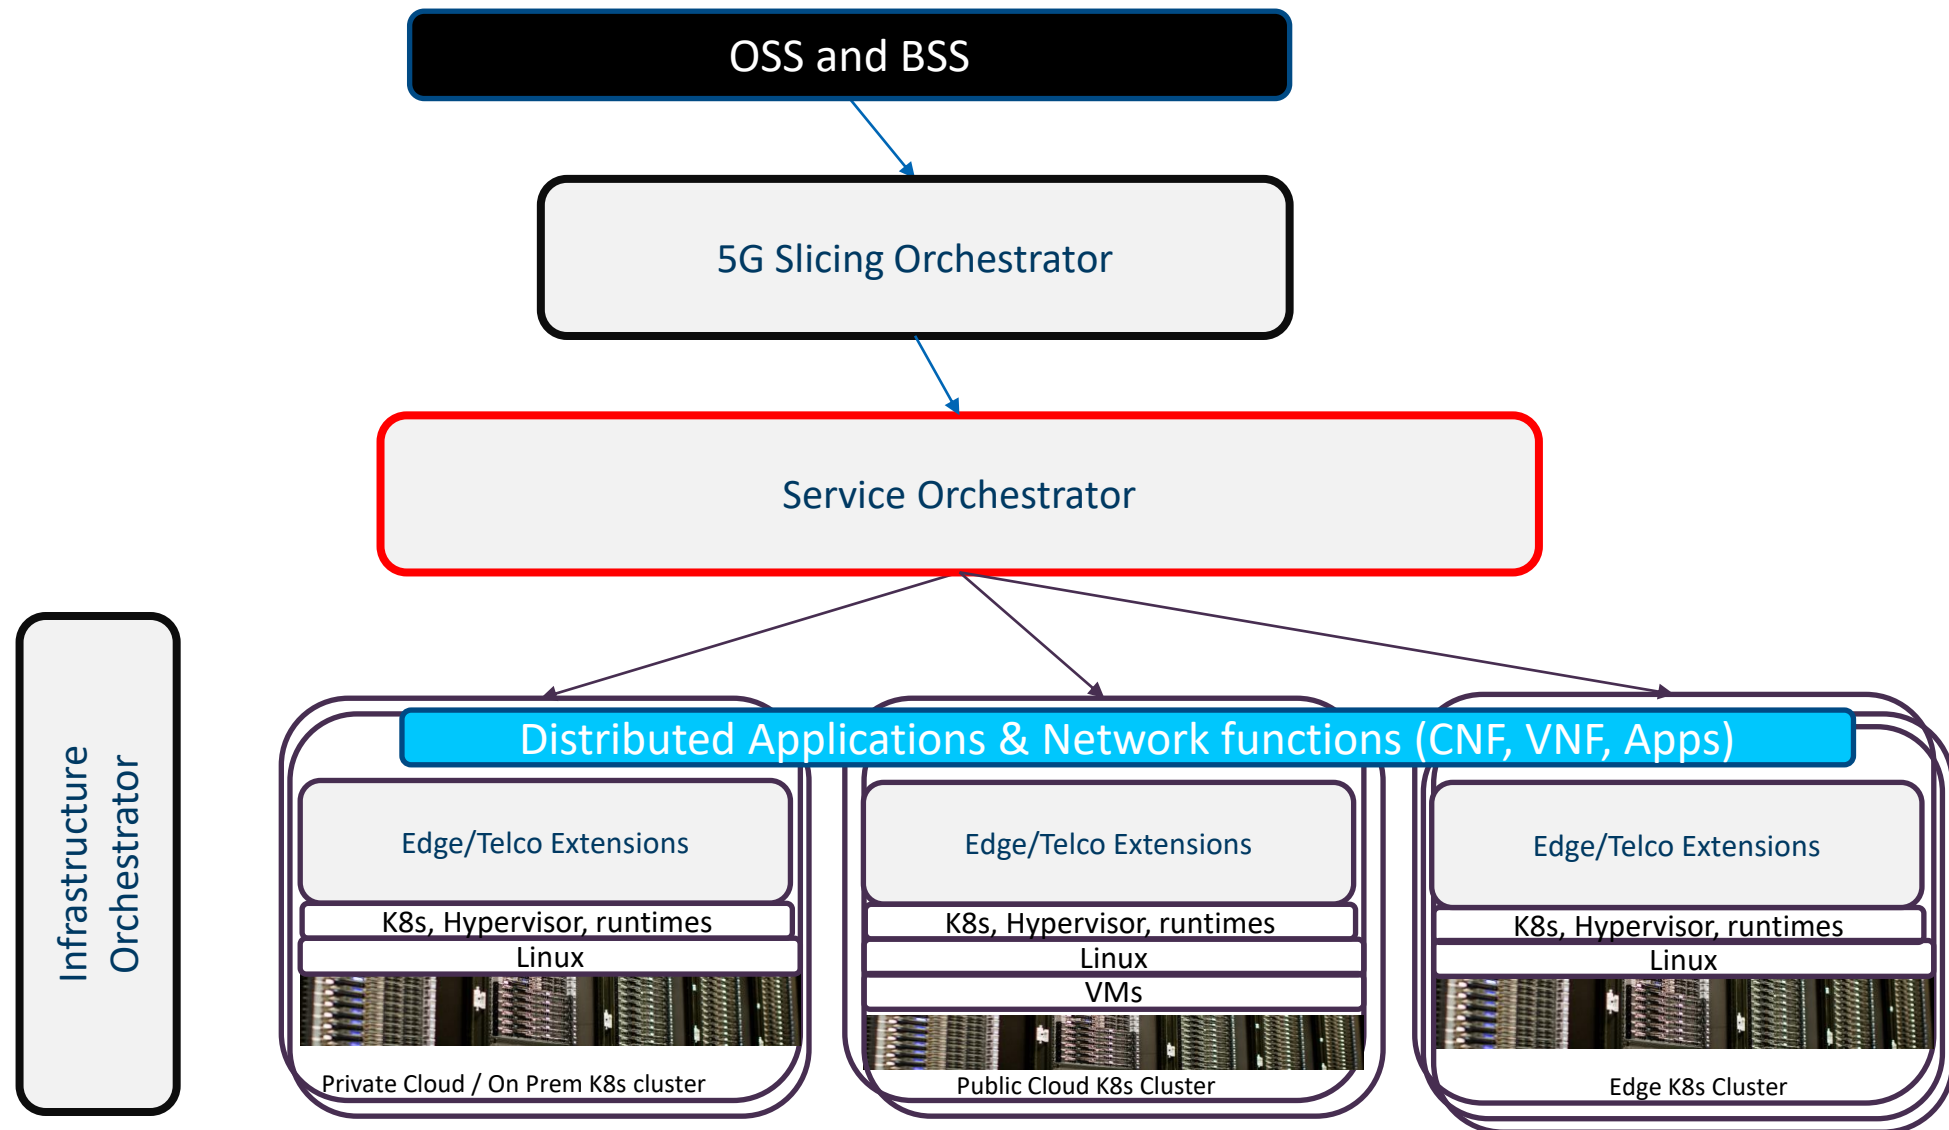 OSS and BSS
5G Slicing Orchestrator
Service Orchestrator
Infrastructure
Orchestrator
Distributed Applications & Network functions (CNF, VNF, Apps)
Edge/Telco Extensions
K8s, Hypervisor, runtimes
Linux
Private Cloud / On Prem K8s cluster
Edge/Telco Extensions
K8s, Hypervisor, runtimes
Linux
VMs
Public Cloud K8s Cluster
Edge/Telco Extensions
K8s, Hypervisor, runtimes
Linux
Edge K8s Cluster